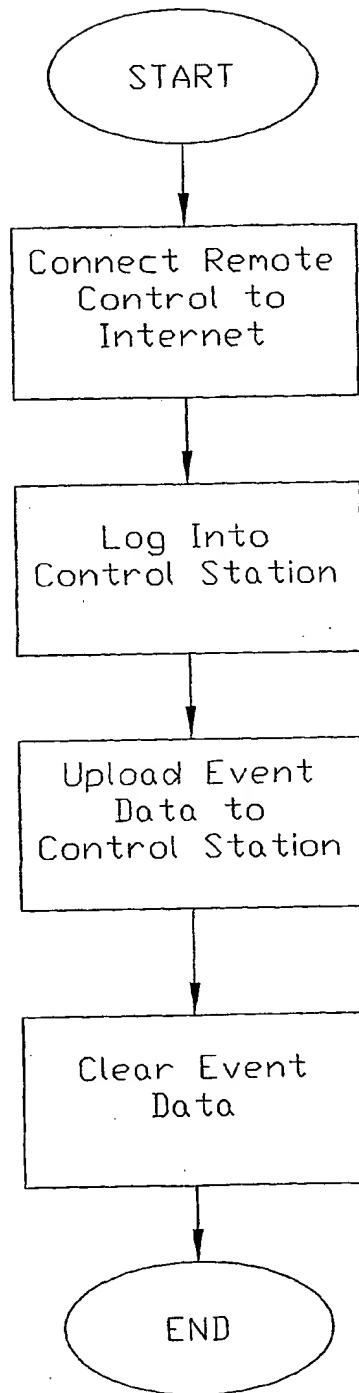 START
Connect Remote
Control to
Internet
Log Into
Control Station
Upload Event
Data to
Control Station
Clear Event
Data
END